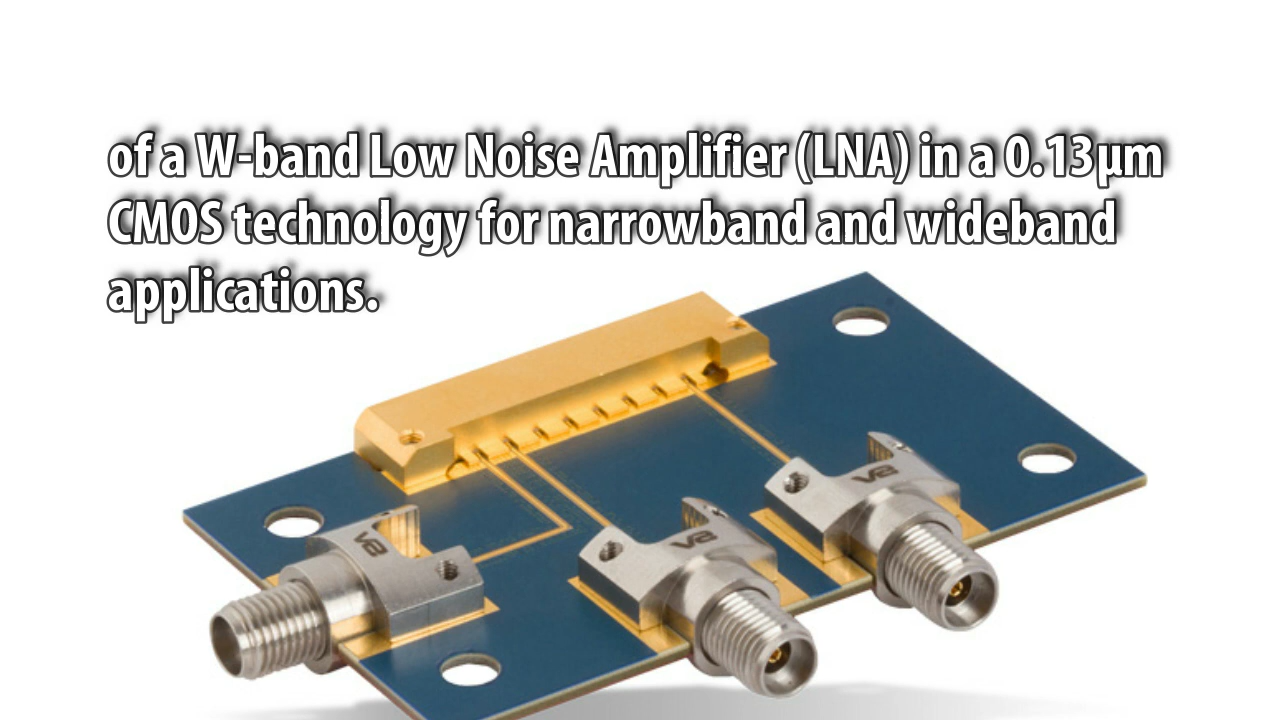 of a W-band Low Noise Amplifier (LNA) in a 0.13µm
CMOS technology for narrowband and wideband
applications.